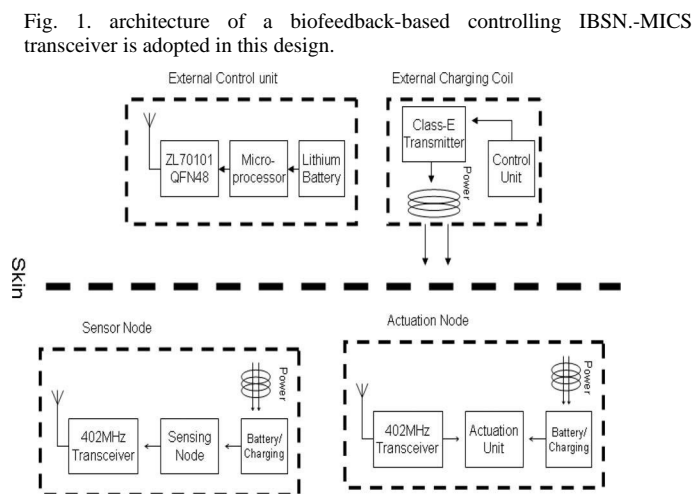 Fig. 1. architecture of a biofeedback-based controlling IBSN.-MICS
transceiver is adopted in this design.
External Control unit
External Charging Coil
ZL70101
QFN48
Micro-
processor
Lithium
Battery
Class-E
Transmitter
Control
Unit
Power
Skin
Sensor Node
Actuation Node
Power
402MHz
Transceiver
Sensing
Node
Battery/
Charging
Power
402MHz
Transceiver
Actuation
Unit
Battery/
Charging